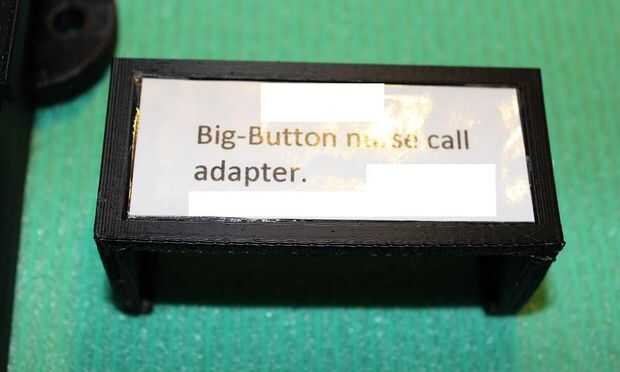 Big-Button nurse call
adapter.